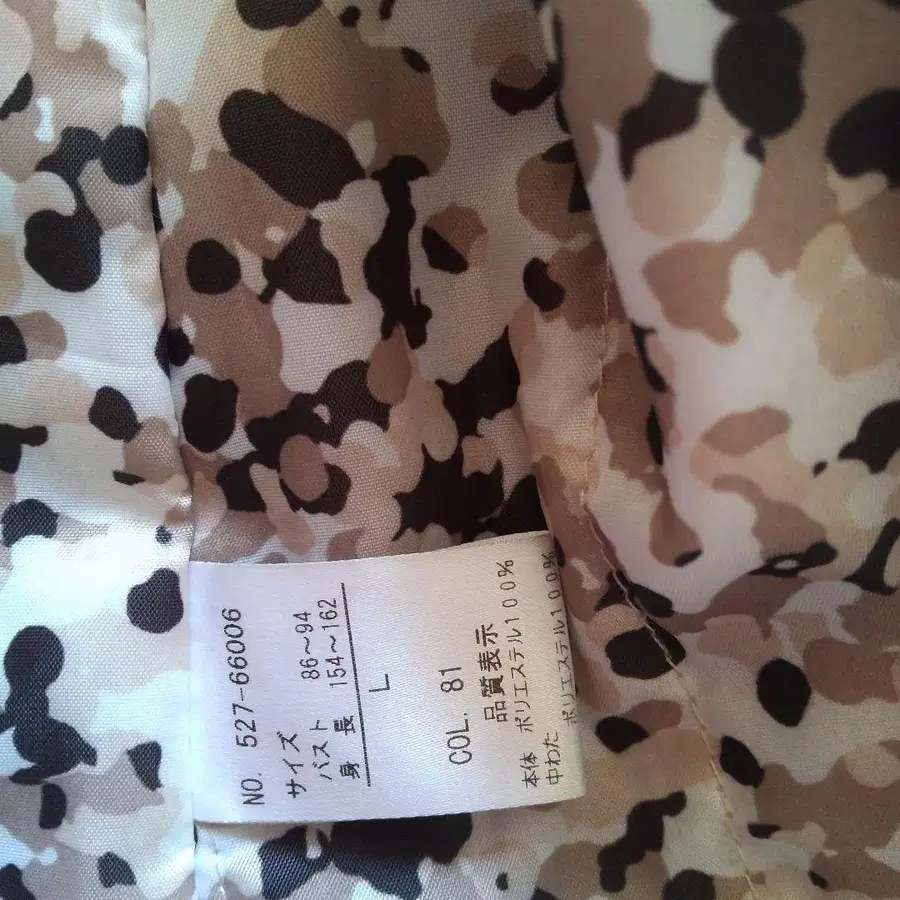 NO. 527-66006
サイズ
バスト 86～94
身 長 154～162
L
COL. 81
品質表示
本体 ポリエステル100%
中わた ポリエステル100%